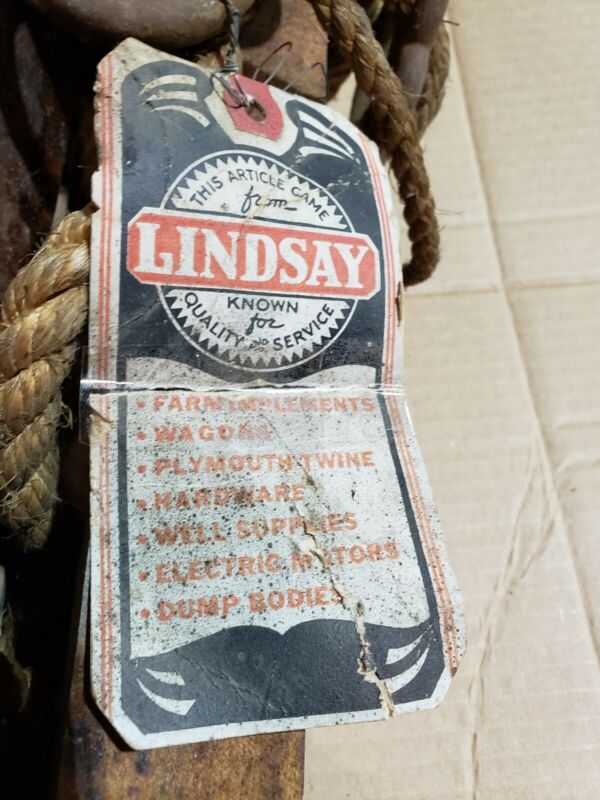 THIS ARTICLE CAME
from
LINDSAY
KNOWN
for
QUALITY AND SERVICE
• FARM IMPLEMENTS
• WAGONS
• PLYMOUTH TWINE
• HARDWARE
• WELL SUPPLIES
• ELECTRIC MOTORS
• DUMP BODIES